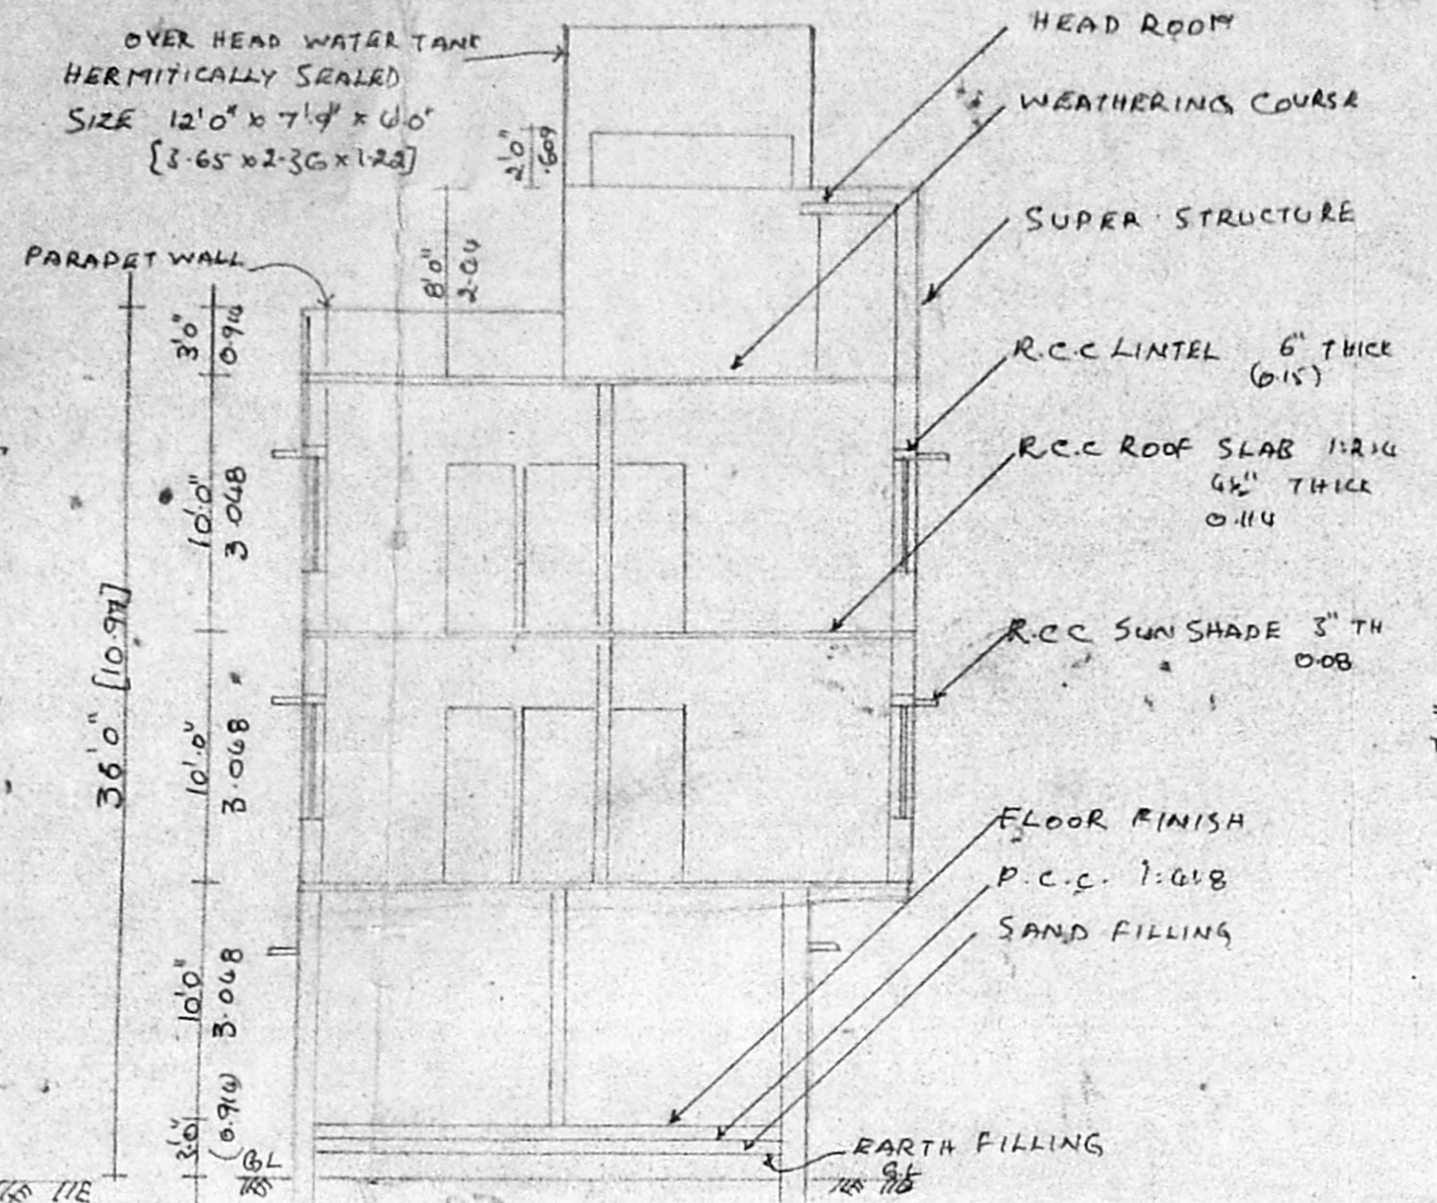 OVER HEAD WATER TANK
HERMITICALLY SEALED
SIZE 12'0" x 7'9" x 4'0"
[3.65 x 2.36 x 1.22]
HEAD ROOM
WEATHERING COURSE
2'0"
.609
SUPER STRUCTURE
PARAPET WALL
8'0"
2.44
3'0"
0.914
R.C.C LINTEL 6" THICK
(0.15)
R.C.C ROOF SLAB 1:2:4
4½" THICK
0.114
10'.0"
3.048
36'0" [10.97]
R.C.C SUN SHADE 3" TH
0.08
10'.0"
3.048
FLOOR FINISH
P.C.C. 1:4:8
SAND FILLING
10'0"
3.048
(0.914)
EARTH FILLING
GL
G.L